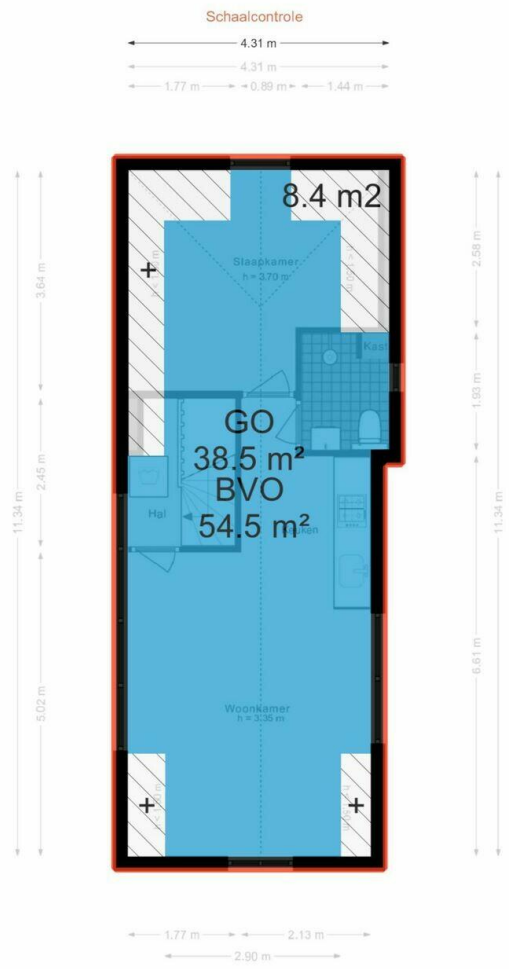 Schaalcontrole
4.31 m
4.31 m
1.77 m 0.89 m 1.44 m
8.4 m2
Slaapkamer
h = 3.70 m
Kast
3.64 m
2.58 m
1.93 m
2.45 m
GO
38.5 m²
BVO
54.5 m²
Hal
Keuken
11.34 m
11.34 m
6.61 m
5.02 m
Woonkamer
h = 3.35 m
1.77 m 2.13 m
2.90 m